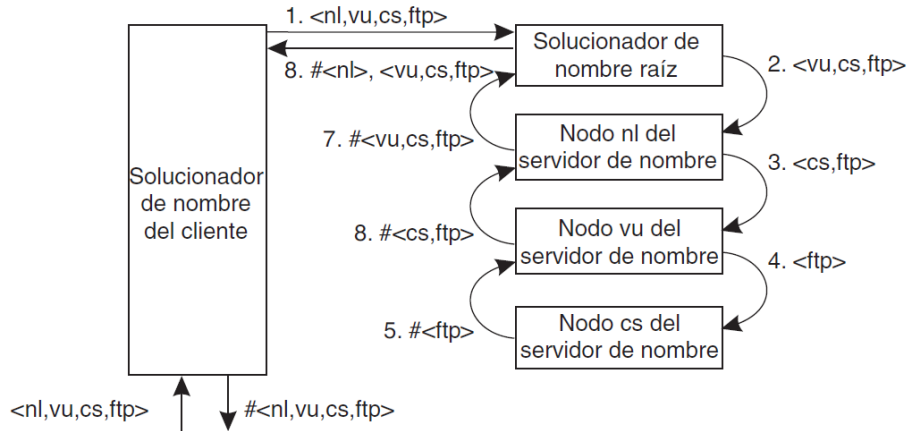 1. <nl,vu,cs,ftp>
Solucionador de
nombre raíz
8. #<nl>, <vu,cs,ftp>
2. <vu,cs,ftp>
7. #<vu,cs,ftp>
Nodo nl del
servidor de nombre
3. <cs,ftp>
Solucionador
de nombre
del cliente
8. #<cs,ftp>
Nodo vu del
servidor de nombre
4. <ftp>
5. #<ftp>
Nodo cs del
servidor de nombre
<nl,vu,cs,ftp>
#<nl,vu,cs,ftp>